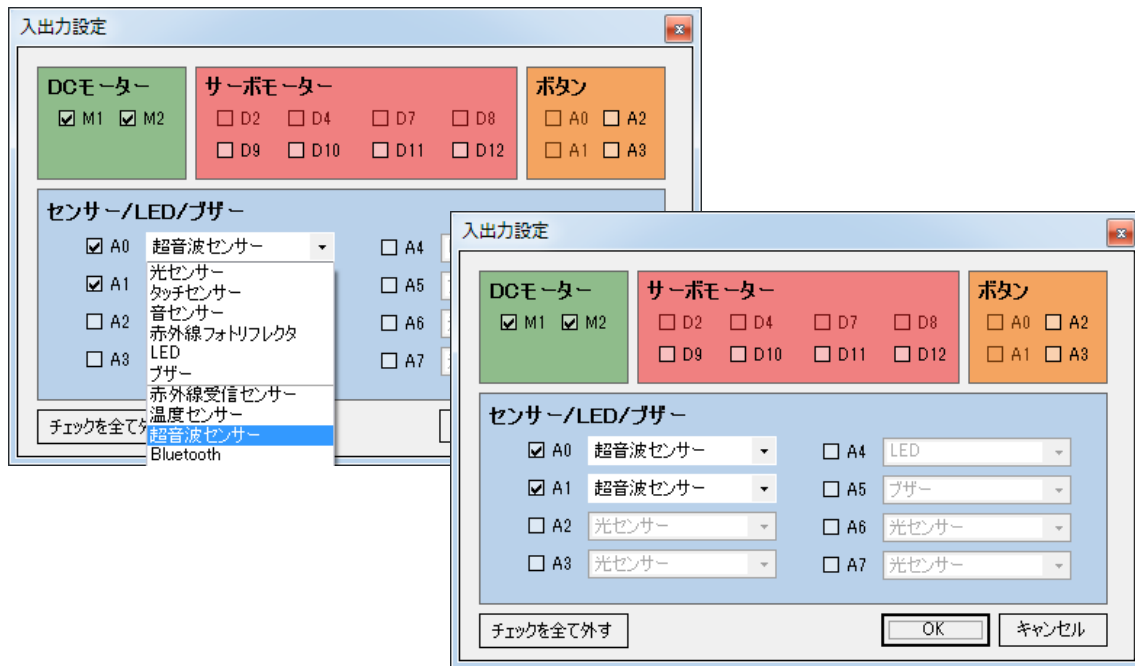 入出力設定
DCモーター
M1 M2
サーボモーター
D2 D4 D7 D8
D9 D10 D11 D12
ボタン
A0 A2
A1 A3
センサー/LED/ブザー
A0 超音波センサー
A1
A2
A3
光センサー
タッチセンサー
音センサー
赤外線フォトリフレクタ
LED
ブザー
赤外線受信センサー
温度センサー
超音波センサー
Bluetooth
A4
A5
A6
A7
チェックを全て外
入出力設定
DCモーター
M1 M2
サーボモーター
D2 D4 D7 D8
D9 D10 D11 D12
ボタン
A0 A2
A1 A3
センサー/LED/ブザー
A0 超音波センサー A4 LED
A1 超音波センサー A5 ブザー
A2 光センサー A6 光センサー
A3 光センサー A7 光センサー
チェックを全て外す OK キャンセル